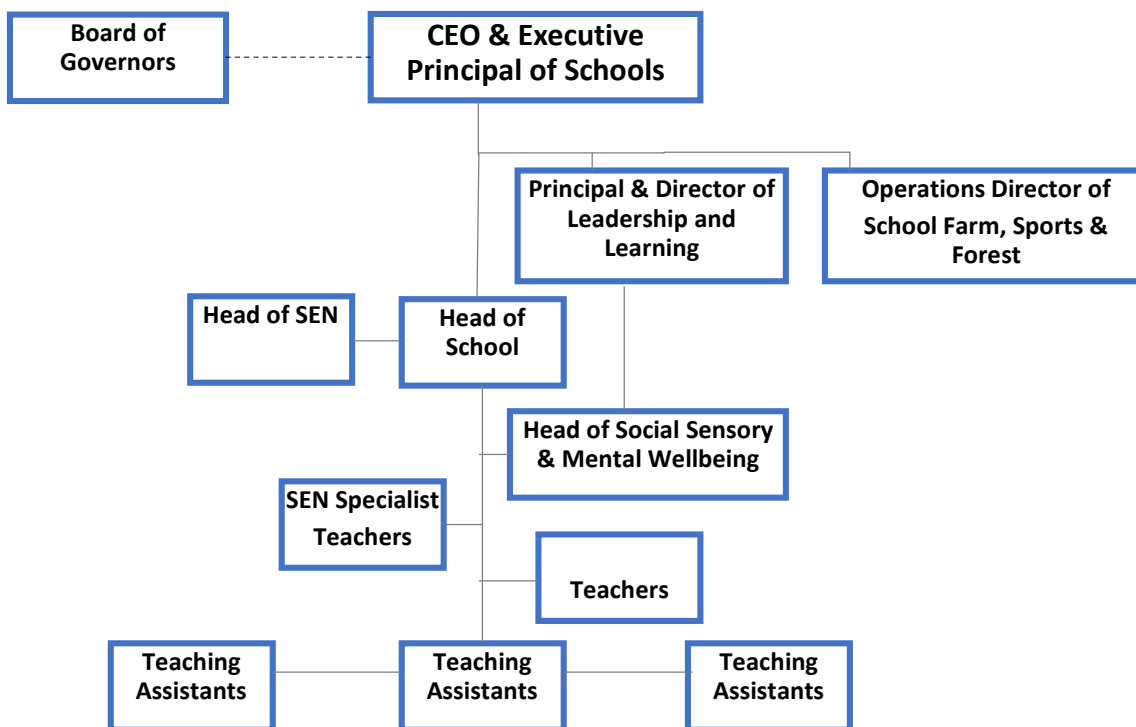 Board of
Governors
CEO & Executive
Principal of Schools
Principal & Director of
Leadership and
Learning
Operations Director of
School Farm, Sports &
Forest
Head of SEN
Head of
School
Head of Social Sensory
& Mental Wellbeing
SEN Specialist
Teachers
Teachers
Teaching
Assistants
Teaching
Assistants
Teaching
Assistants